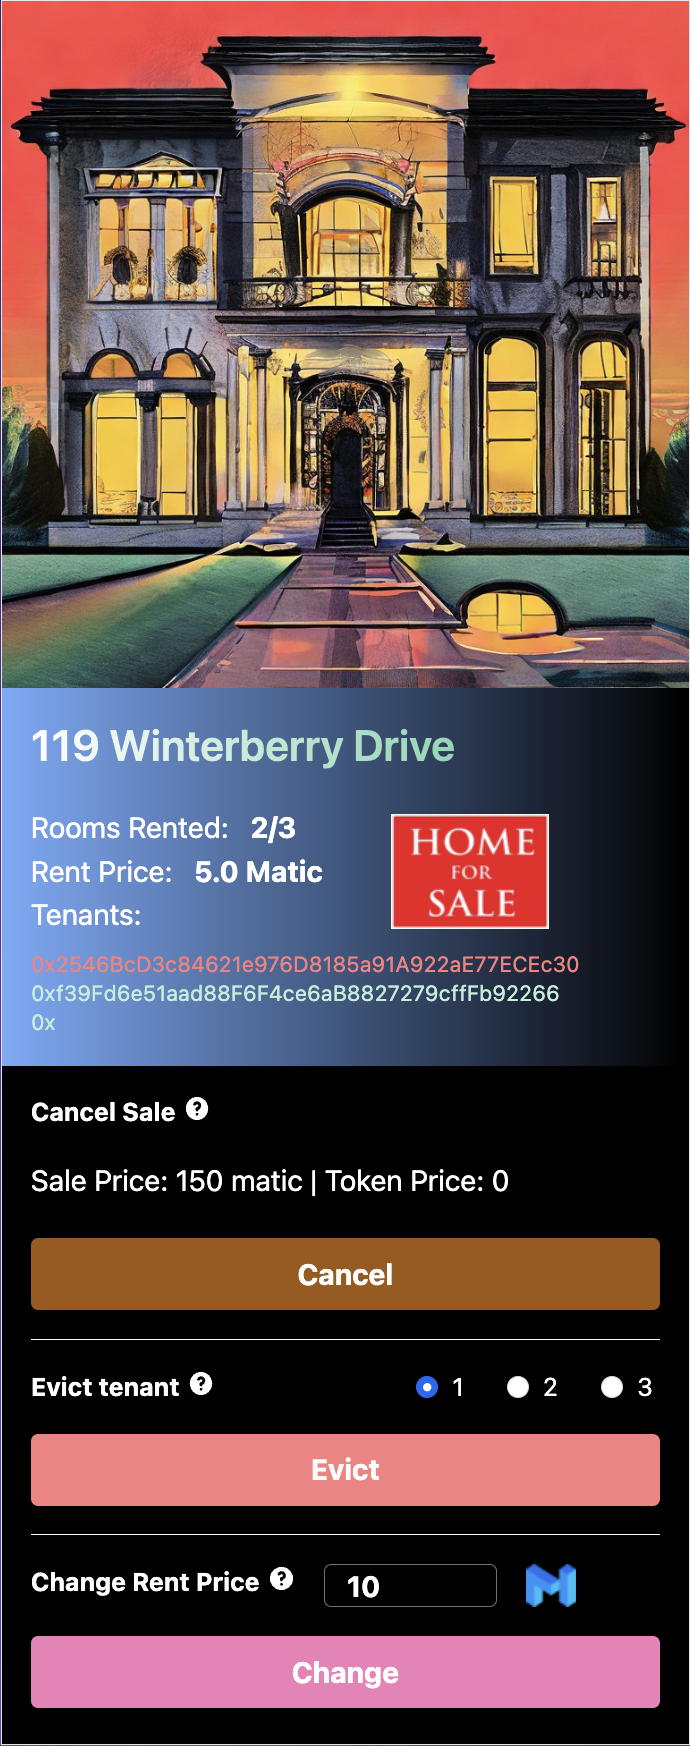 119 Winterberry Drive
Rooms Rented: 2/3
Rent Price: 5.0 Matic
Tenants:
HOME
FOR
SALE
0x2546BcD3c84621e976D8185a91A922aE77ECEc30
0xf39Fd6e51aad88F6F4ce6aB8827279cffFb92266
0x
Cancel Sale ?
Sale Price: 150 matic | Token Price: 0
Cancel
Evict tenant ? 1 2 3
Evict
Change Rent Price ? 10
Change